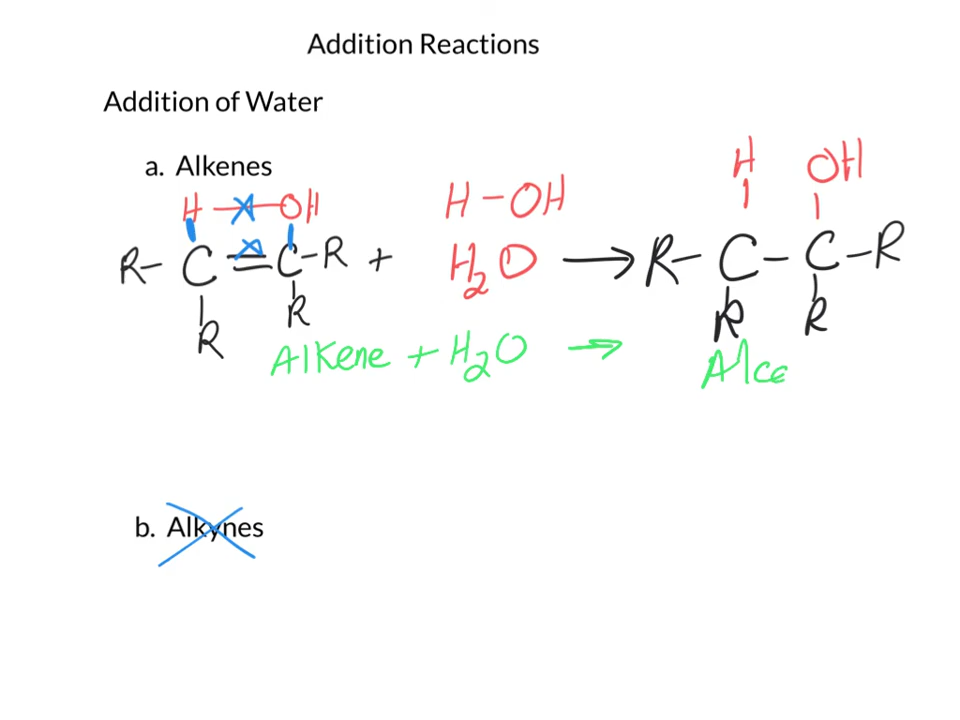 Addition Reactions
Addition of Water
a. Alkenes
H OH H-OH H OH
R-C=C-R + H2O → R-C-C-R
R R R R
Alkene + H2O → Alco
b. Alkynes